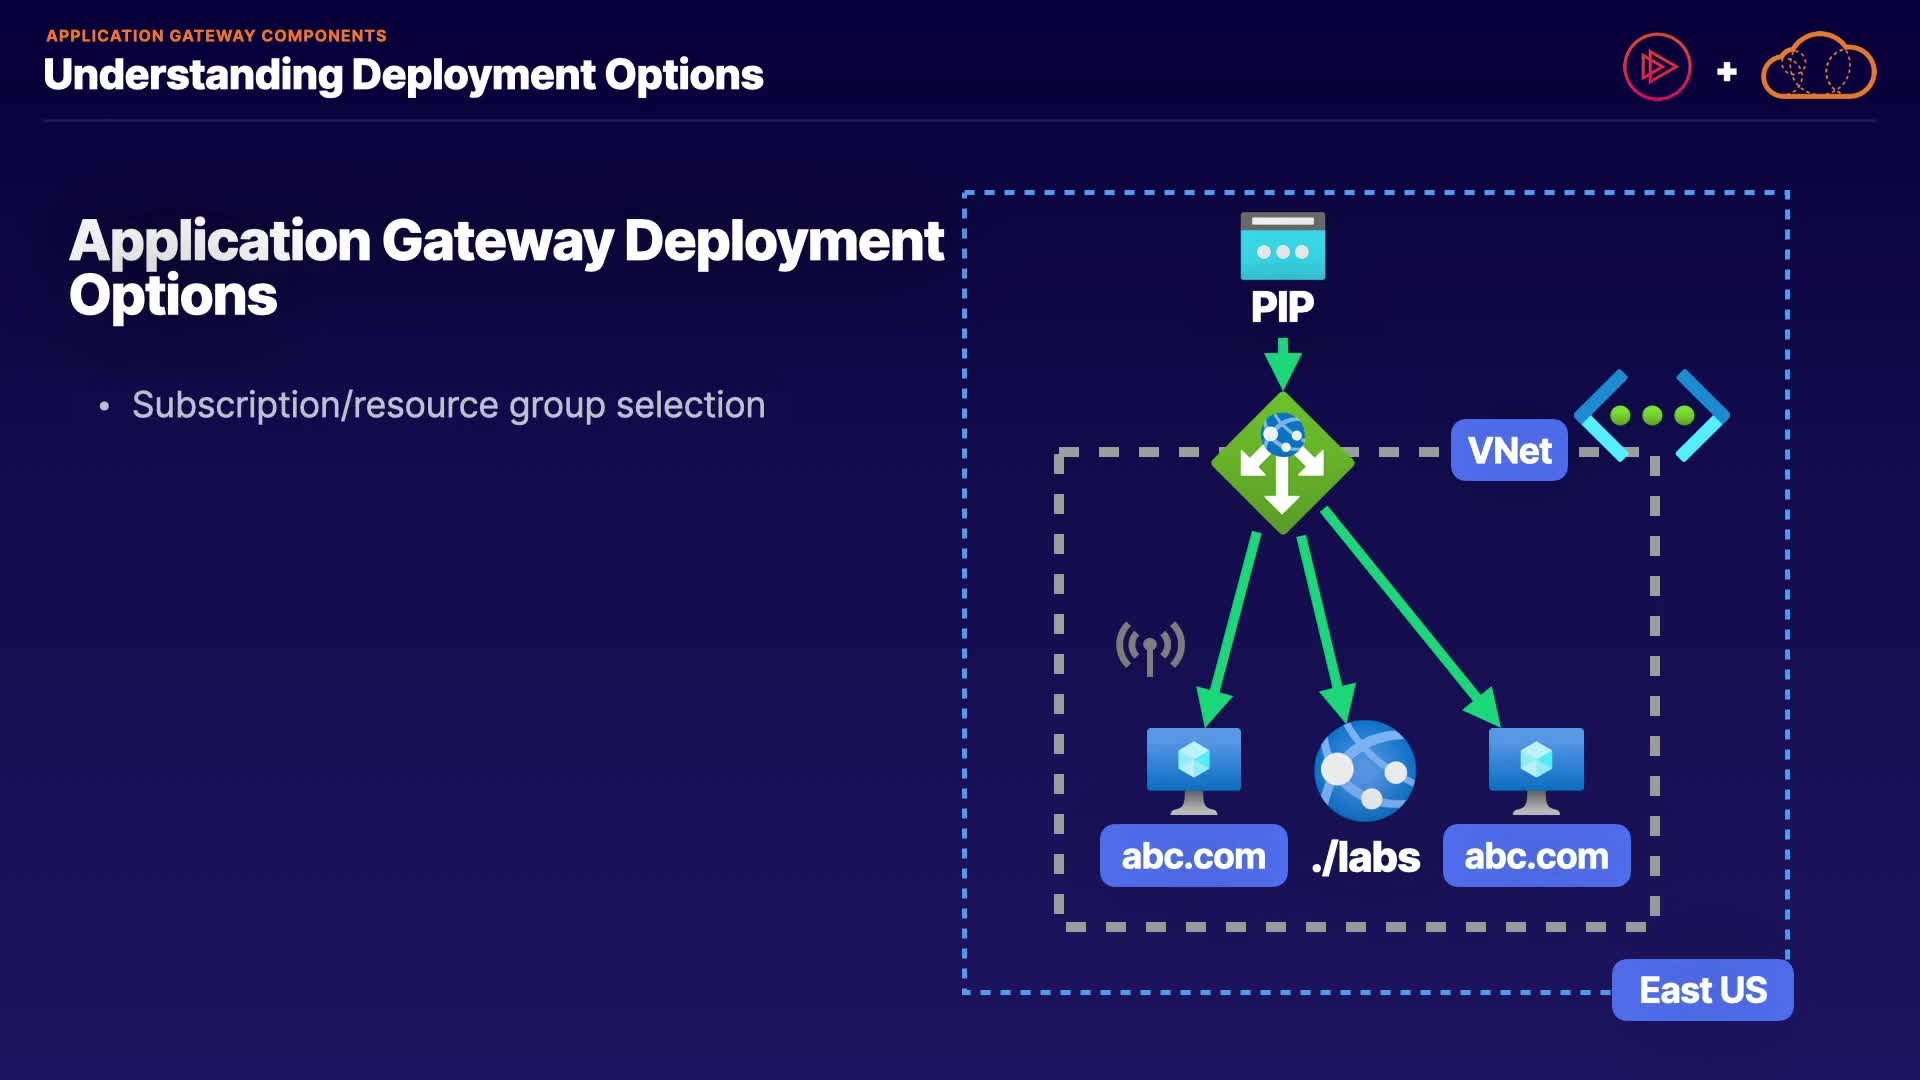 APPLICATION GATEWAY COMPONENTS
Understanding Deployment Options
Application Gateway Deployment
Options
• Subscription/resource group selection
PIP
VNet
abc.com
./labs
abc.com
East US